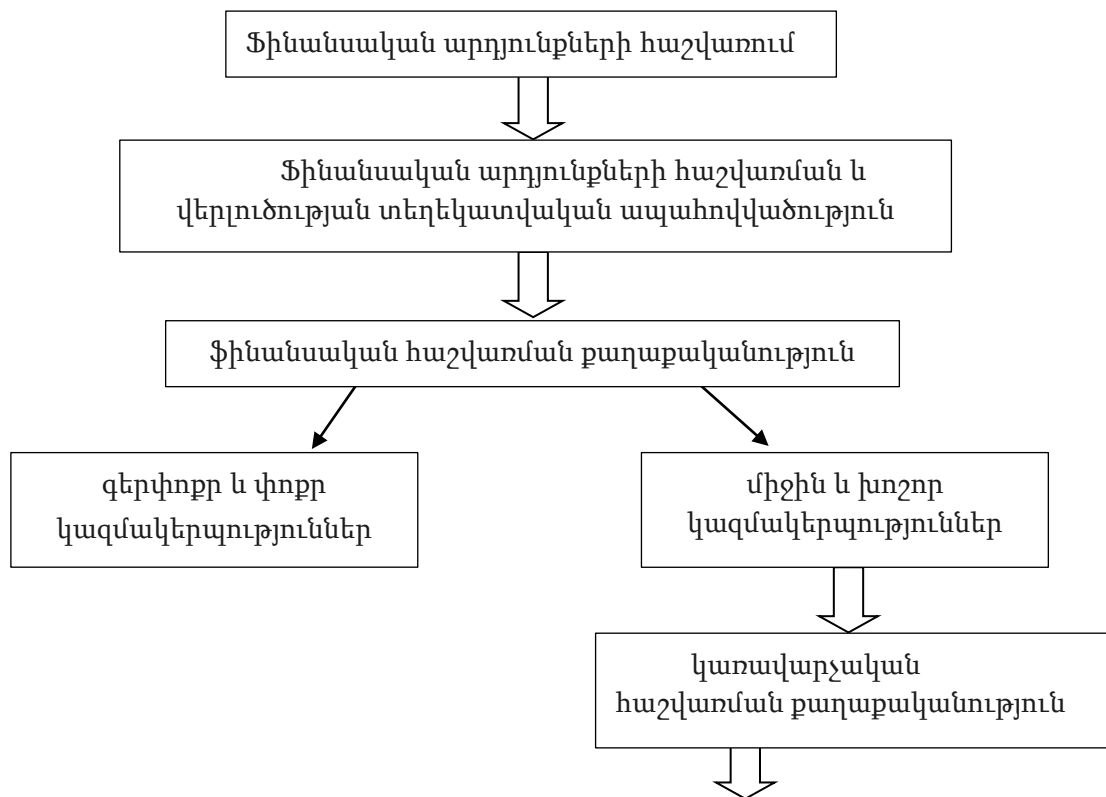 Ֆինանսական արդյունքների հաշվառում
Ֆինանսական արդյունքների հաշվառման և
վերլուծության տեղեկատվական ապահովվածություն
ֆինանսական հաշվառման քաղաքականություն
գերփոքր և փոքր
կազմակերպություններ
միջին և խոշոր
կազմակերպություններ
կառավարչական
հաշվառման քաղաքականություն